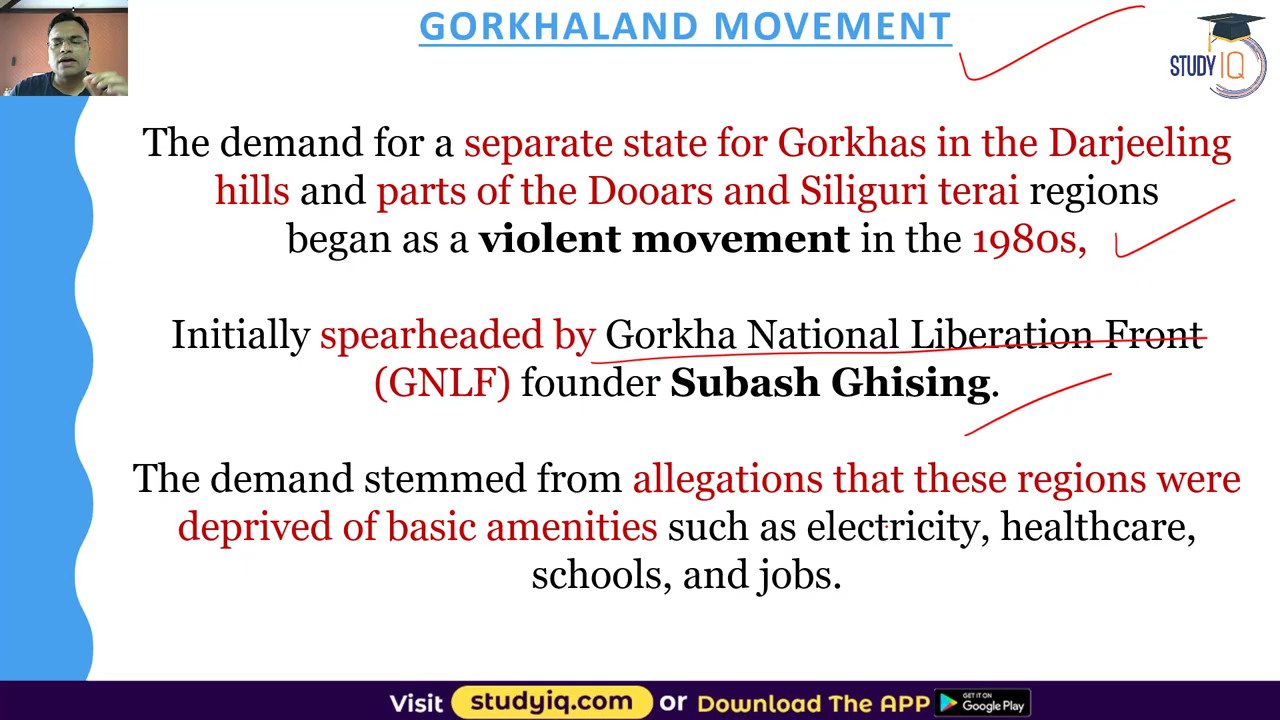 GORKHALAND MOVEMENT
STUDY IQ
The demand for a separate state for Gorkhas in the Darjeeling
hills and parts of the Dooars and Siliguri terai regions
began as a violent movement in the 1980s,
Initially spearheaded by Gorkha National Liberation Front
(GNLF) founder Subash Ghising.
The demand stemmed from allegations that these regions were
deprived of basic amenities such as electricity, healthcare,
schools, and jobs.
Visit studyiq.com or Download The APP GET IT ON Google Play